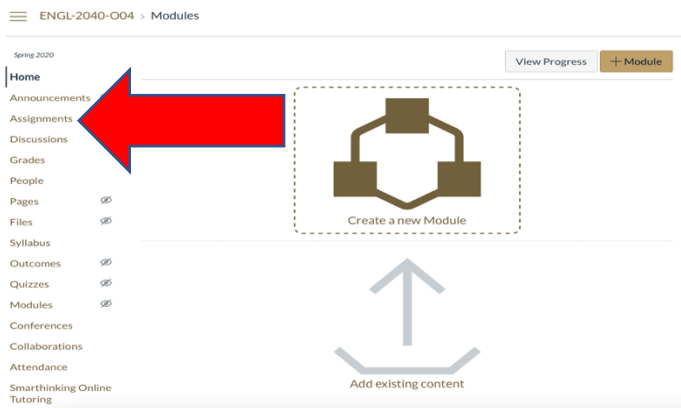 ENGL-2040-O04 > Modules
Spring 2020
View Progress
+ Module
Home
Announcements
Assignments
Discussions
Grades
People
Pages
Files
Syllabus
Outcomes
Quizzes
Modules
Conferences
Collaborations
Attendance
Smarthinking Online
Tutoring
Create a new Module
Add existing content